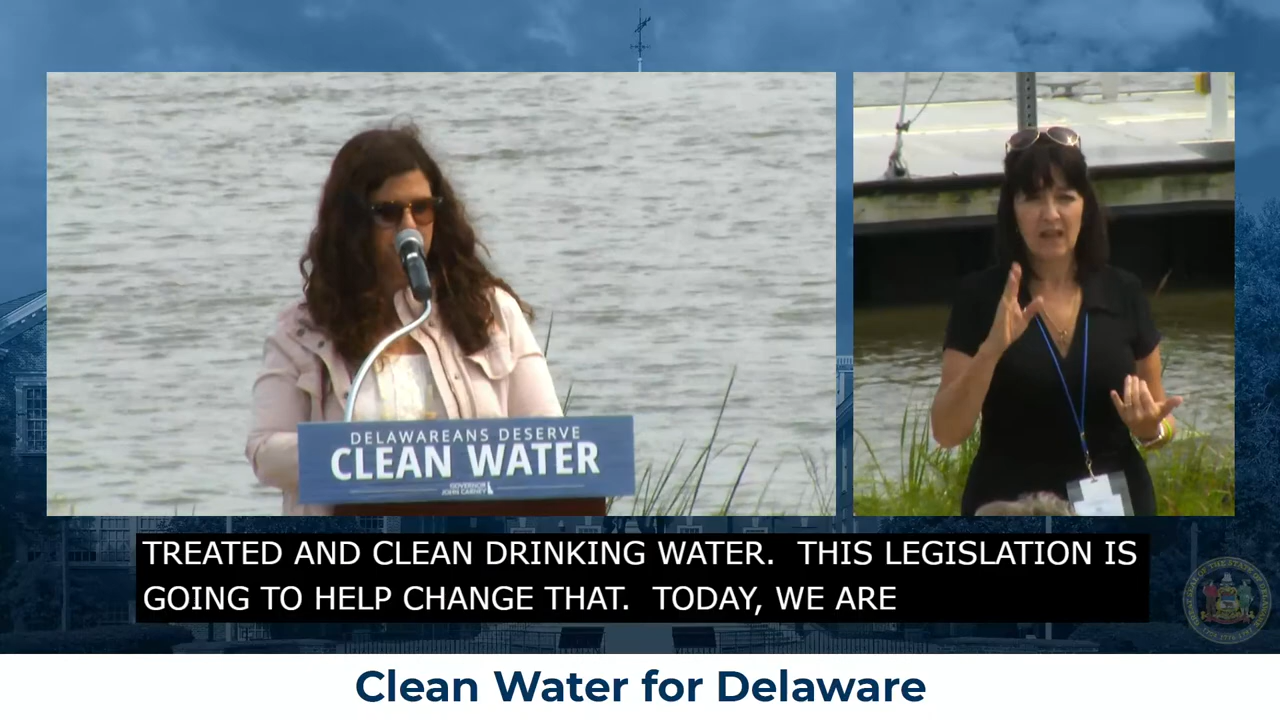 DELAWAREANS DESERVE
CLEAN WATER
GOVERNOR
JOHN CARNEY
TREATED AND CLEAN DRINKING WATER.  THIS LEGISLATION IS
GOING TO HELP CHANGE THAT.  TODAY, WE ARE
Clean Water for Delaware